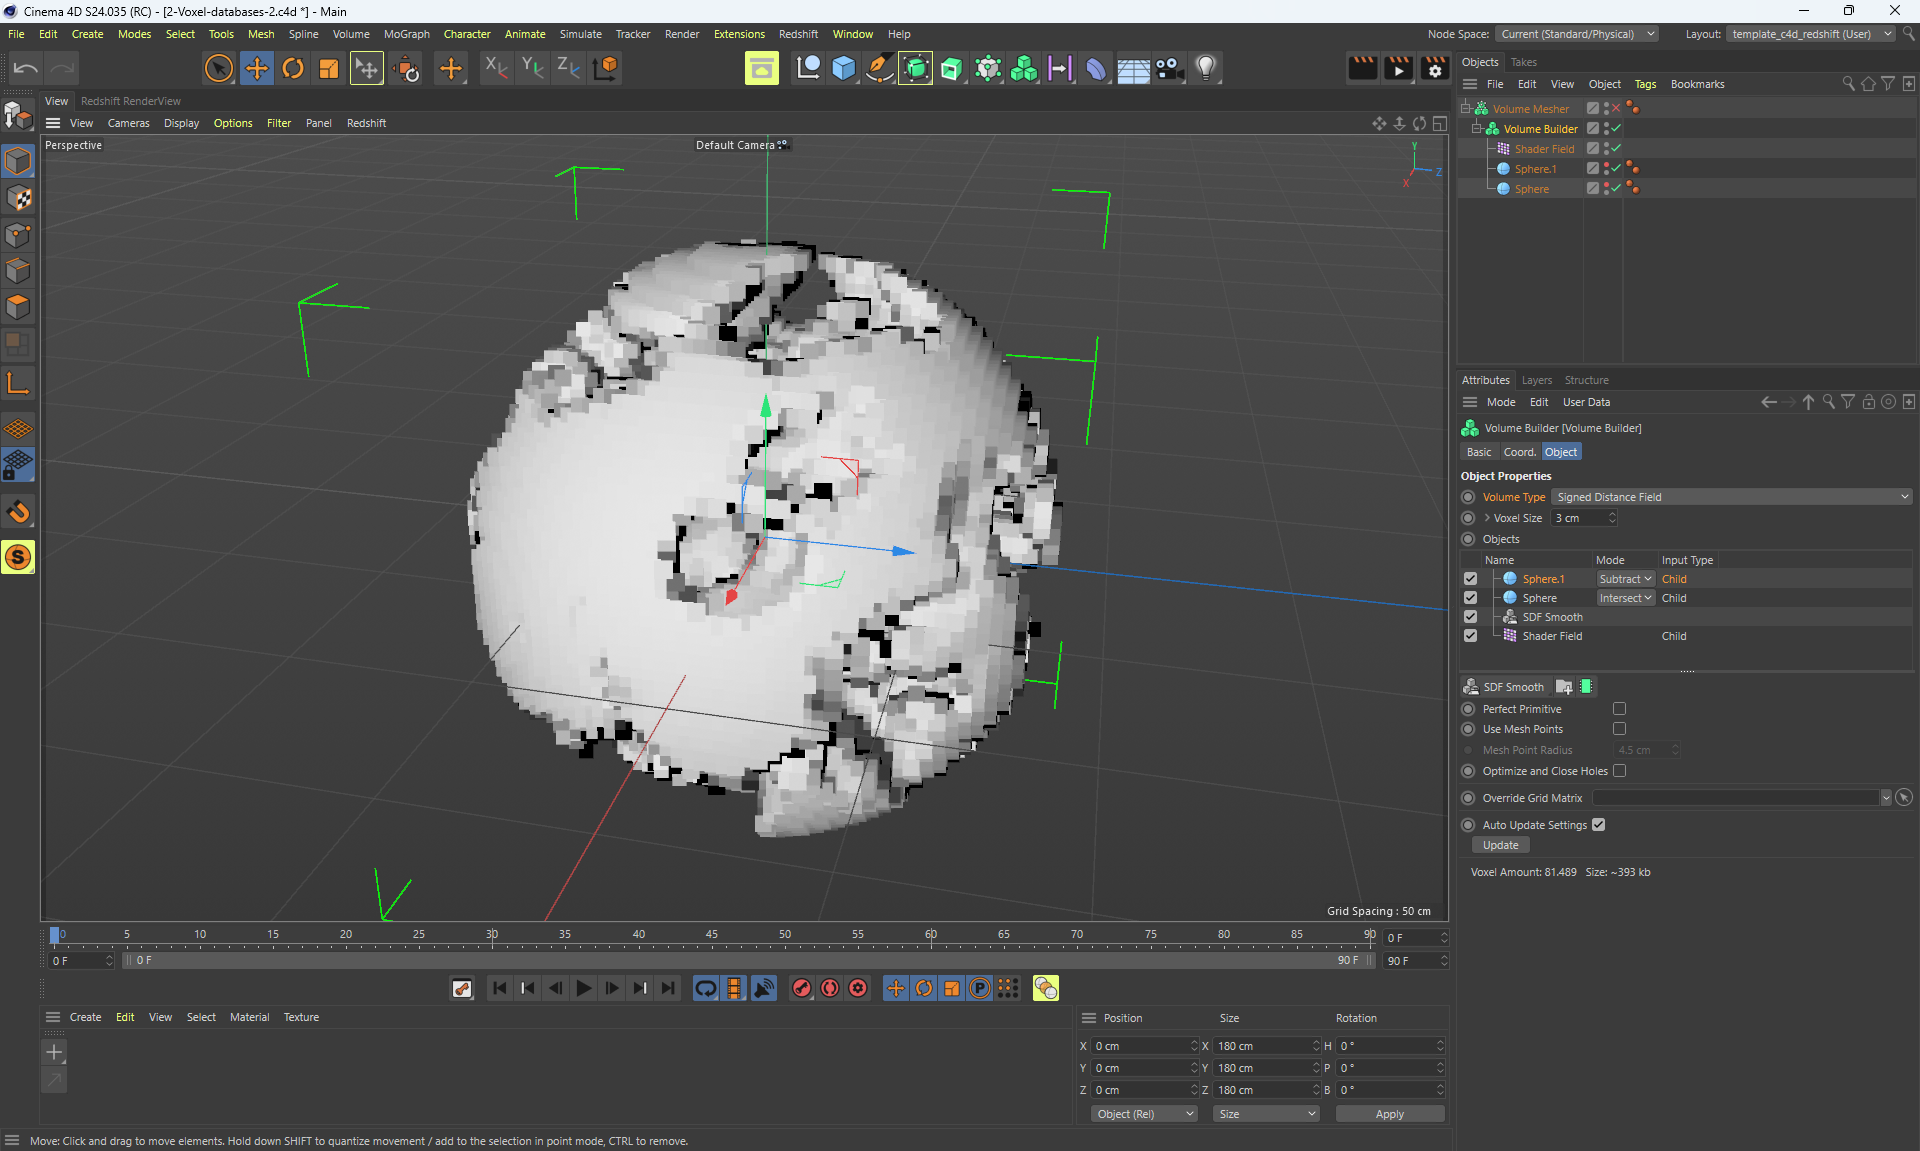 Cinema 4D S24.035 (RC) - [2-Voxel-databases-2.c4d *] - Main
File Edit Create Modes Select Tools Mesh Spline Volume MoGraph Character Animate Simulate Tracker Render Extensions Redshift Window Help
Node Space: Current (Standard/Physical) Layout: template_c4d_redshift (User)
X Y Z
Objects Takes
File Edit View Object Tags Bookmarks
View Redshift RenderView
View Cameras Display Options Filter Panel Redshift
Perspective
Default Camera
Y
Z
X
Volume Mesher
Volume Builder
Shader Field
Sphere.1
Sphere
Attributes Layers Structure
Mode Edit User Data
Volume Builder [Volume Builder]
Basic Coord. Object
Object Properties
Volume Type Signed Distance Field
Voxel Size 3 cm
Objects
Name Mode Input Type
Sphere.1 Subtract Child
Sphere Intersect Child
SDF Smooth
Shader Field Child
SDF Smooth
Perfect Primitive
Use Mesh Points
Mesh Point Radius 4.5 cm
Optimize and Close Holes
Override Grid Matrix
Auto Update Settings
Update
Voxel Amount: 81.489 Size: ~393 kb
Grid Spacing : 50 cm
0 5 10 15 20 25 30 35 40 45 50 55 60 65 70 75 80 85 90
0 F
0 F 0 F 90 F 90 F
P
S
Create Edit View Select Material Texture
Position Size Rotation
X 0 cm X 180 cm H 0 °
Y 0 cm Y 180 cm P 0 °
Z 0 cm Z 180 cm B 0 °
Object (Rel) Size Apply
Move: Click and drag to move elements. Hold down SHIFT to quantize movement / add to the selection in point mode, CTRL to remove.